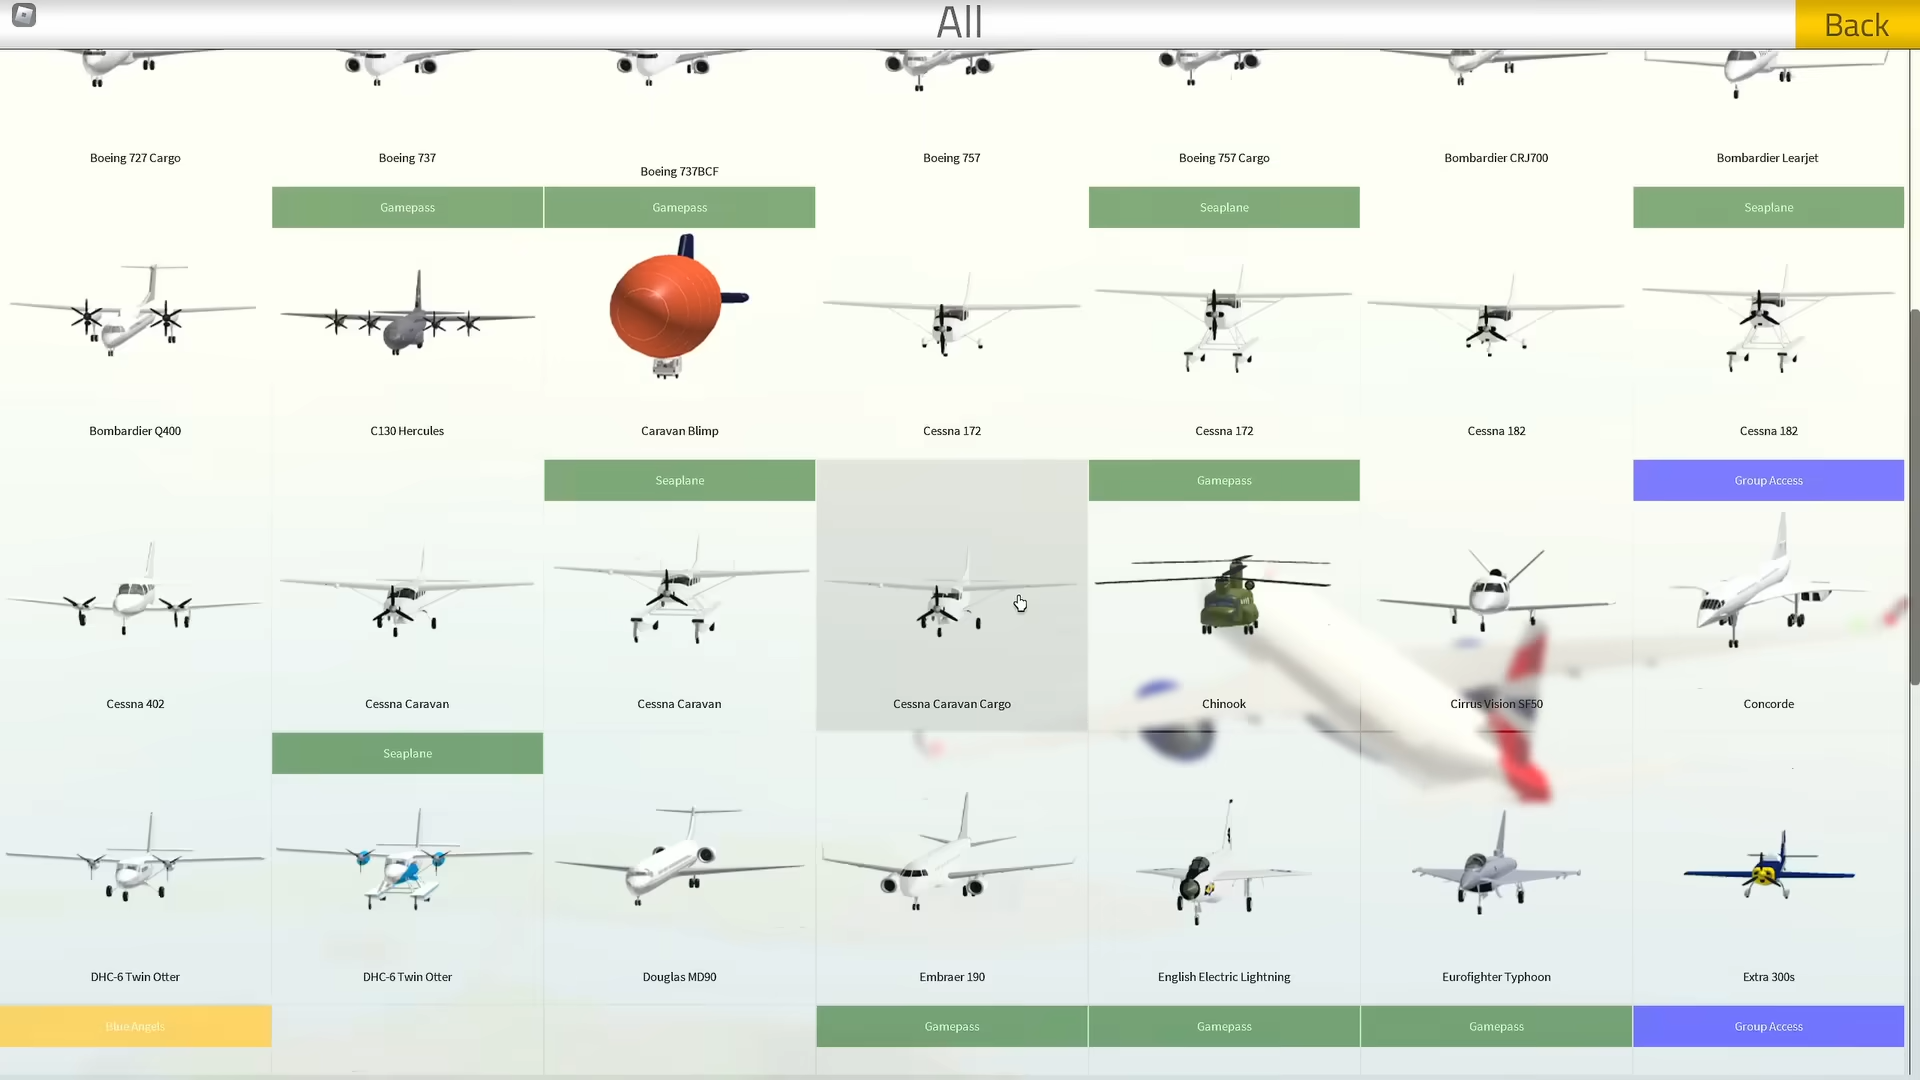 All
Back
Boeing 727 Cargo
Boeing 737
Boeing 737BCF
Boeing 757
Boeing 757 Cargo
Bombardier CRJ700
Bombardier Learjet
Gamepass
Gamepass
Seaplane
Seaplane
Bombardier Q400
C130 Hercules
Caravan Blimp
Cessna 172
Cessna 172
Cessna 182
Cessna 182
Seaplane
Gamepass
Group Access
Cessna 402
Cessna Caravan
Cessna Caravan
Cessna Caravan Cargo
Chinook
Cirrus Vision SF50
Concorde
Seaplane
DHC-6 Twin Otter
DHC-6 Twin Otter
Douglas MD90
Embraer 190
English Electric Lightning
Eurofighter Typhoon
Extra 300s
Blue Angels
Gamepass
Gamepass
Gamepass
Group Access